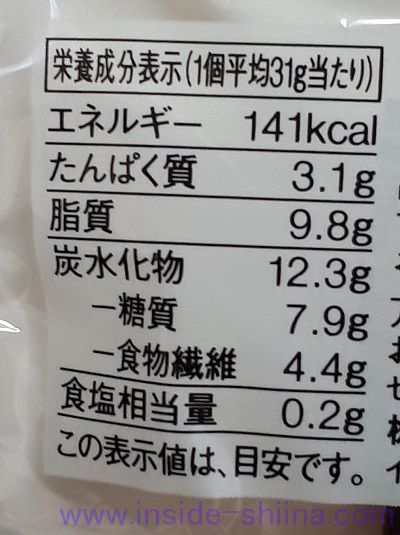 栄養成分表示(1個平均31g当たり)
エネルギー 141kcal
たんぱく質 3.1g
脂質 9.8g
炭水化物 12.3g
－糖質 7.9g
－食物繊維 4.4g
食塩相当量 0.2g
この表示値は、目安です。
www.inside-shiina.com